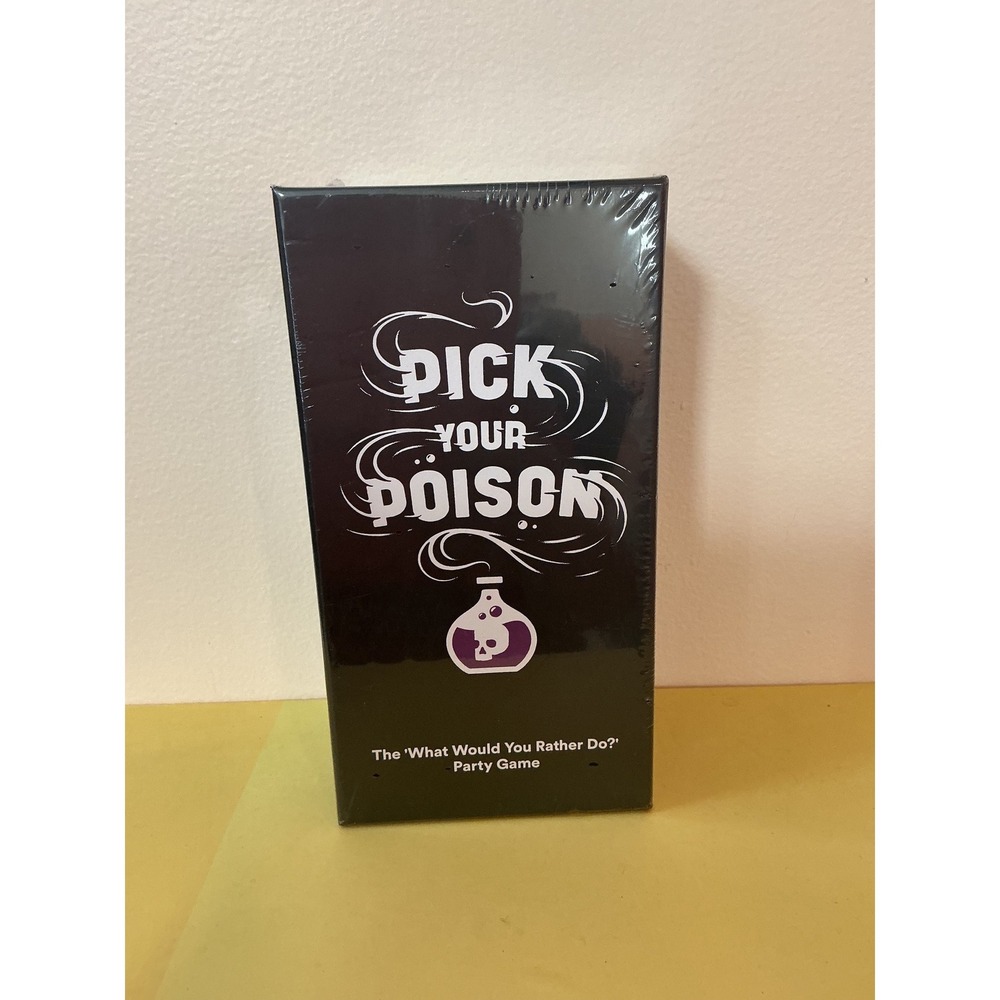 PICK
YOUR
POISON
The 'What Would You Rather Do?'
Party Game